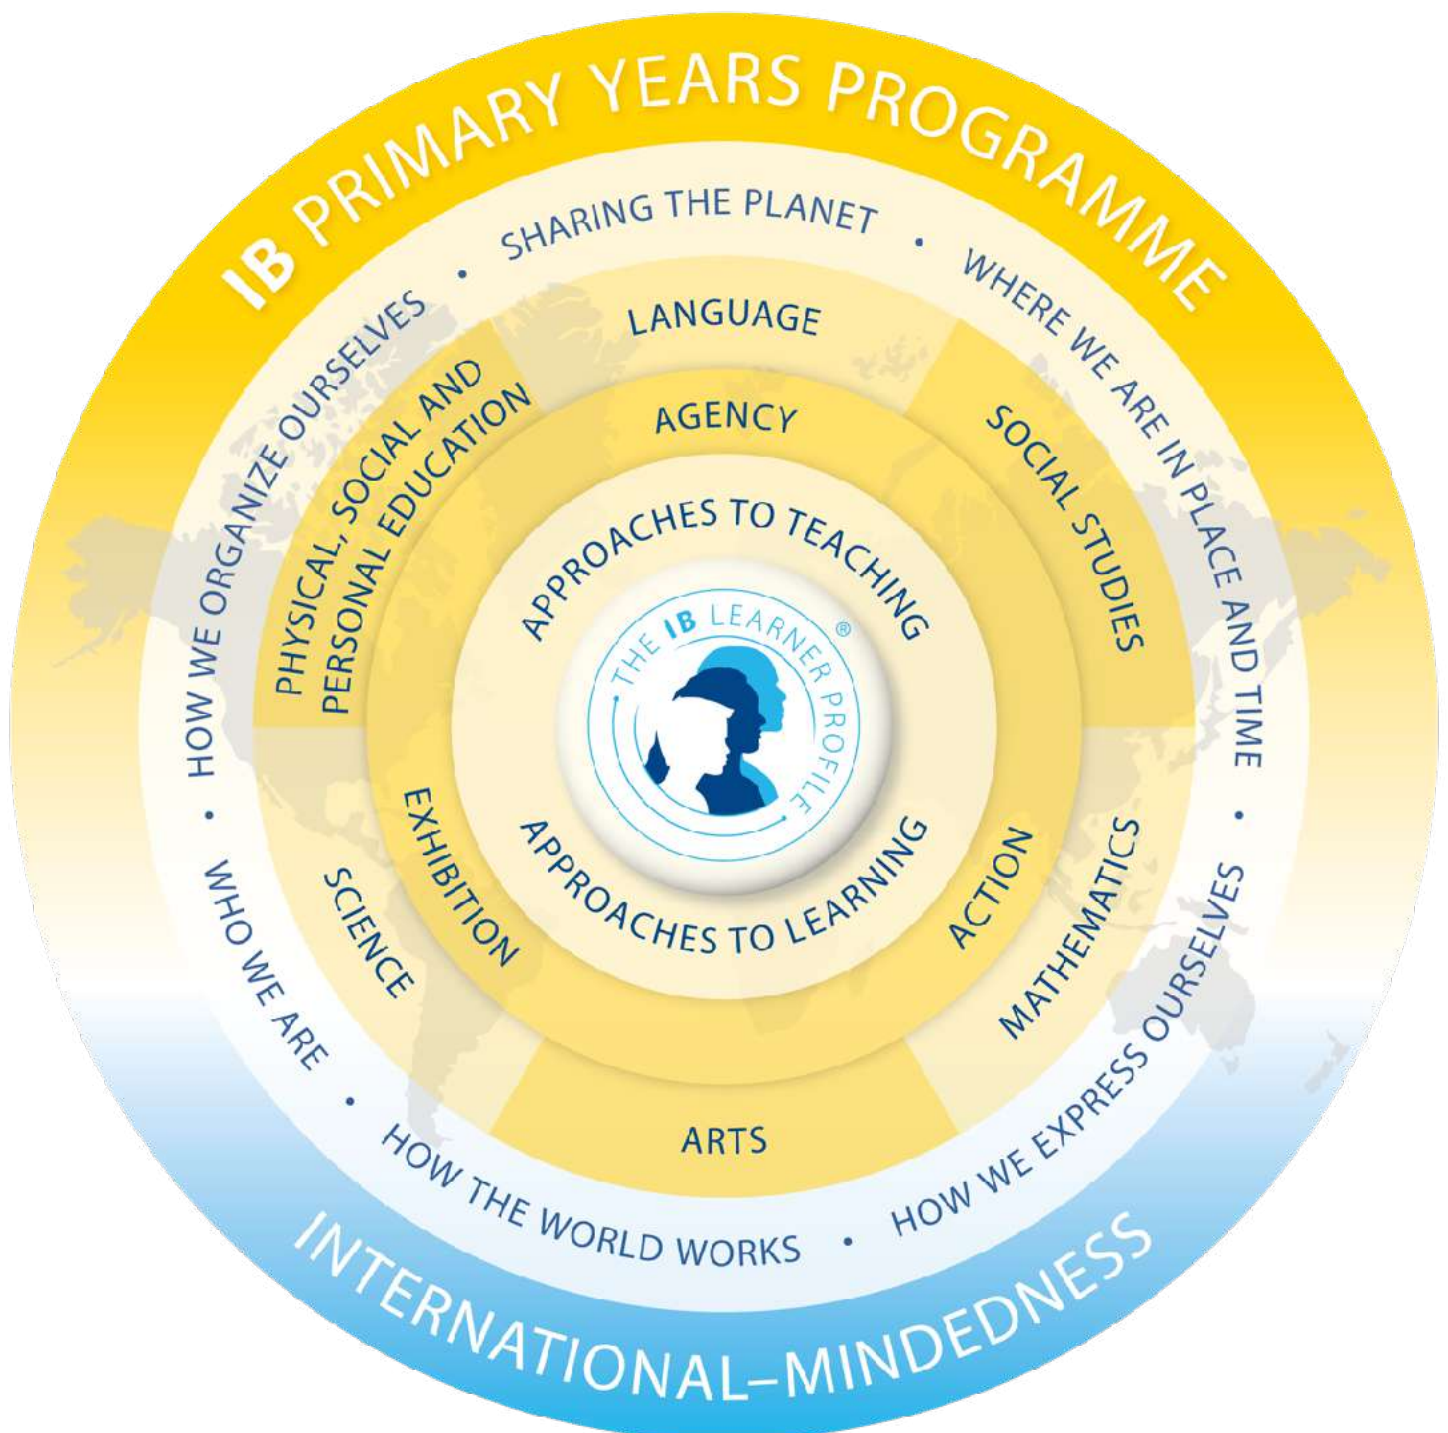 IB PRIMARY YEARS PROGRAMME
SHARING THE PLANET
•
WHERE WE ARE IN PLACE AND TIME
•
HOW WE EXPRESS OURSELVES
•
HOW THE WORLD WORKS
•
WHO WE ARE
•
HOW WE ORGANIZE OURSELVES
•
LANGUAGE
SOCIAL STUDIES
MATHEMATICS
ARTS
SCIENCE
PHYSICAL, SOCIAL AND
PERSONAL EDUCATION
AGENCY
ACTION
EXHIBITION
APPROACHES TO TEACHING
APPROACHES TO LEARNING
• THE IB LEARNER PROFILE •
®
INTERNATIONAL–MINDEDNESS